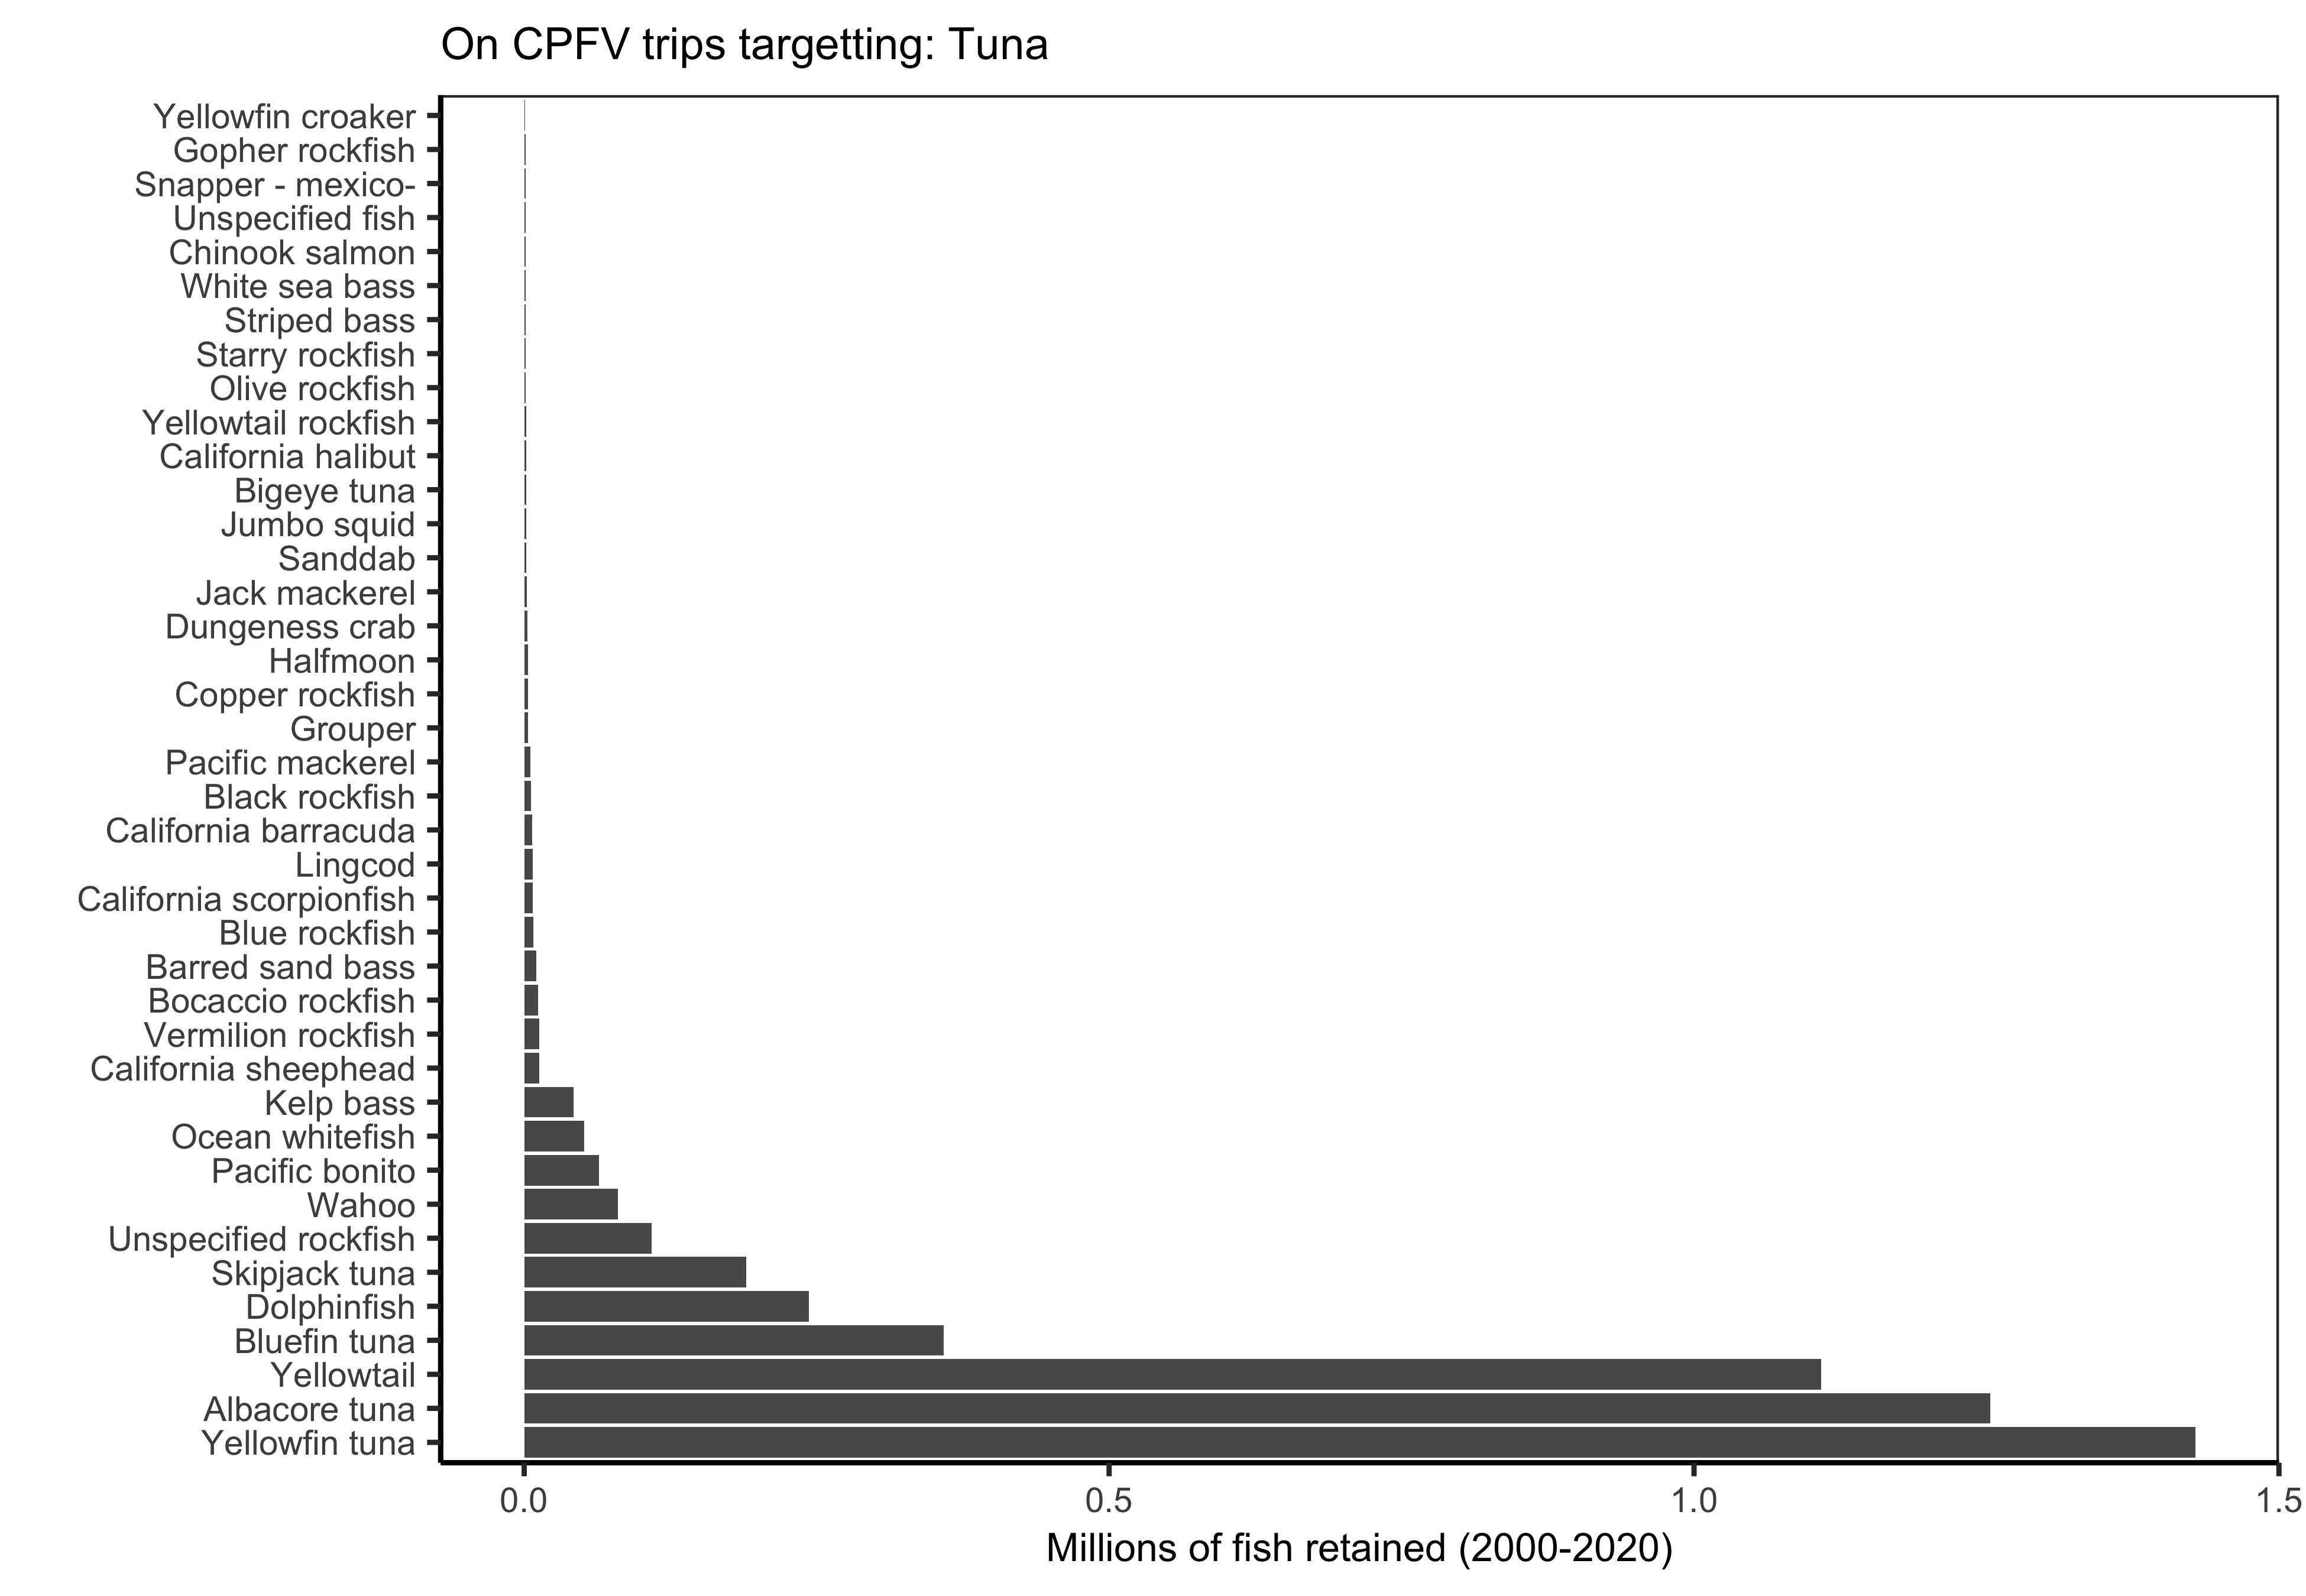 On CPFV trips targetting: Tuna
Yellowfin croaker
Gopher rockfish
Snapper - mexico-
Unspecified fish
Chinook salmon
White sea bass
Striped bass
Starry rockfish
Olive rockfish
Yellowtail rockfish
California halibut
Bigeye tuna
Jumbo squid
Sanddab
Jack mackerel
Dungeness crab
Halfmoon
Copper rockfish
Grouper
Pacific mackerel
Black rockfish
California barracuda
Lingcod
California scorpionfish
Blue rockfish
Barred sand bass
Bocaccio rockfish
Vermilion rockfish
California sheephead
Kelp bass
Ocean whitefish
Pacific bonito
Wahoo
Unspecified rockfish
Skipjack tuna
Dolphinfish
Bluefin tuna
Yellowtail
Albacore tuna
Yellowfin tuna
0.0 0.5 1.0 1.5
Millions of fish retained (2000-2020)